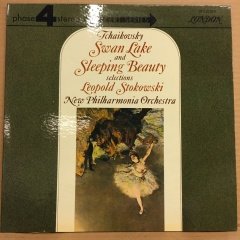 phase 4 stereo
LONDON
Tchaikovsky
Swan Lake
and
Sleeping Beauty
selections
Leopold Stokowski
New Philharmonia Orchestra